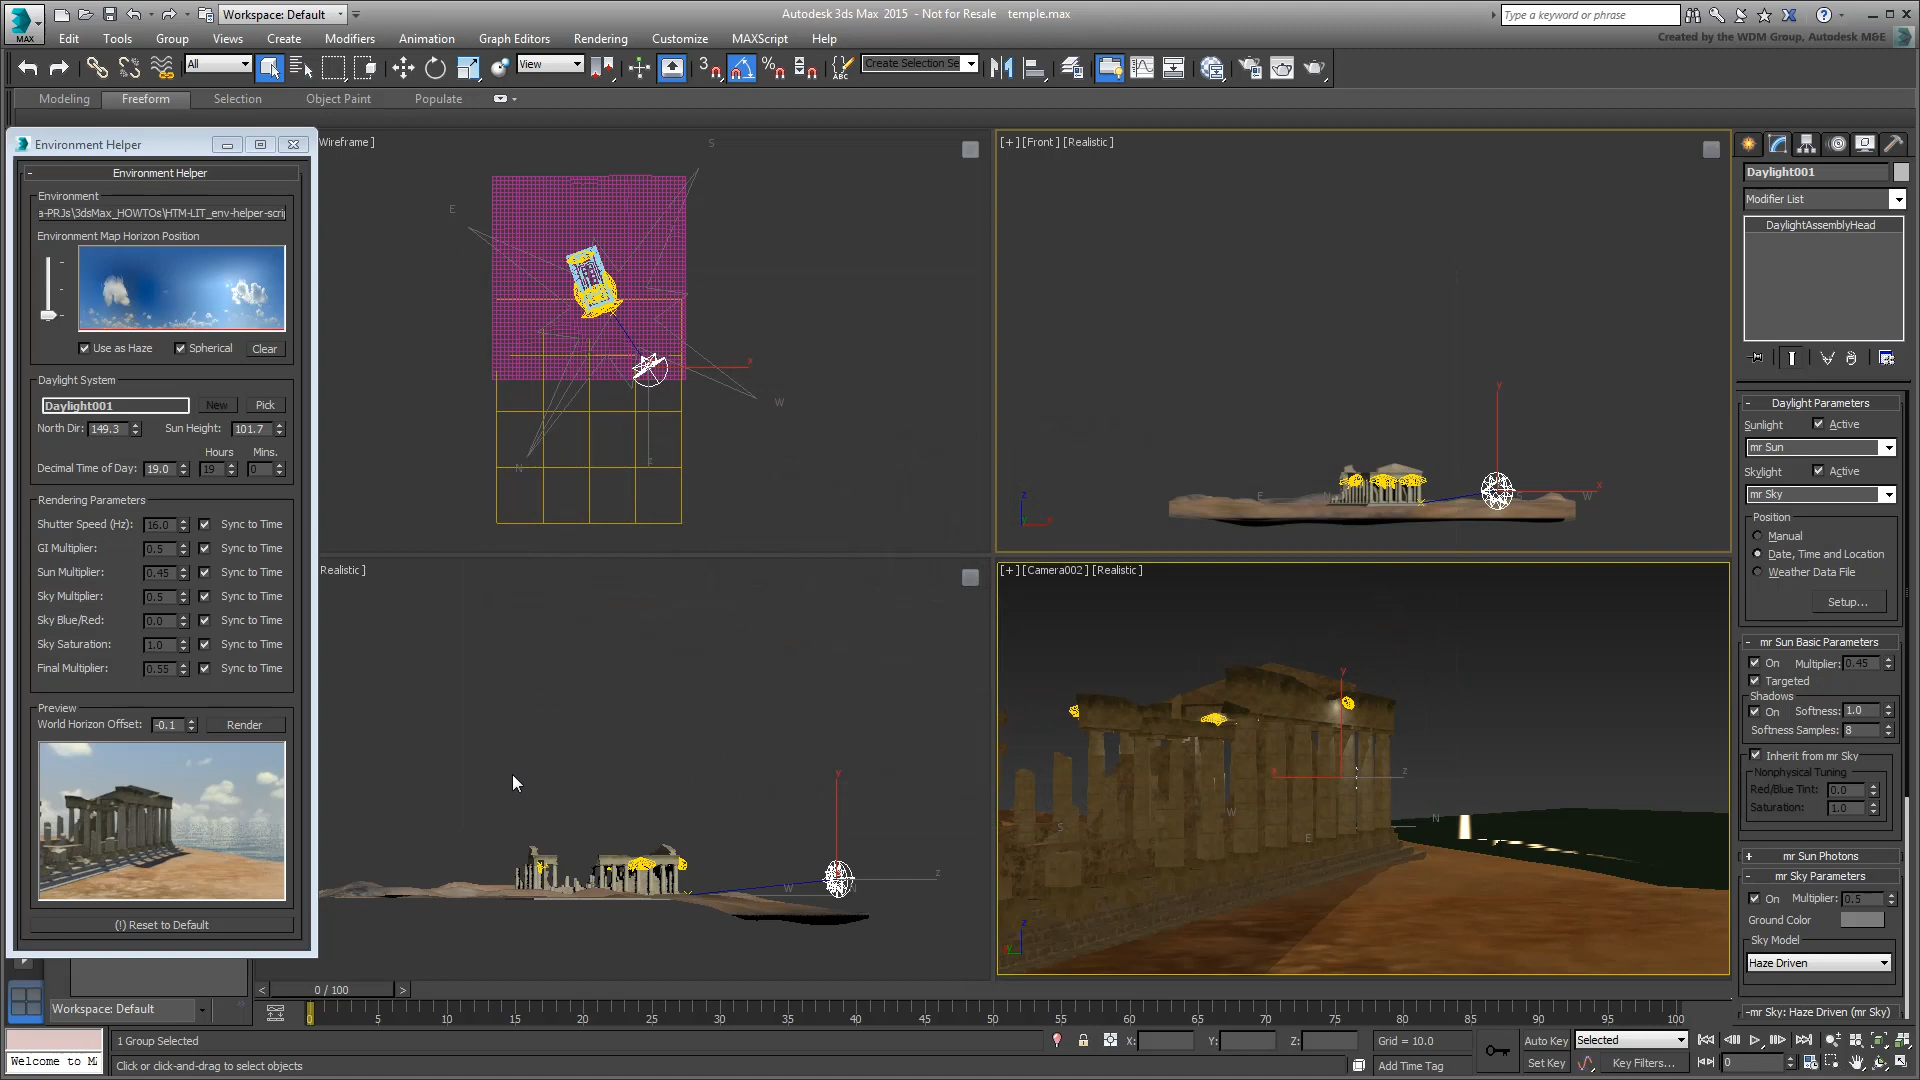 MAX
Workspace: Default
Autodesk 3ds Max 2015 - Not for Resale temple.max
Type a keyword or phrase
Edit Tools Group Views Create Modifiers Animation Graph Editors Rendering Customize MAXScript Help
Created by the WDM Group, Autodesk M&E
All
View
3
ABC
Create Selection Se
Modeling Freeform Selection Object Paint Populate
Environment Helper
Environment Helper
Environment
a-PRJs\3dsMax_HOWTOs\HTM-LIT_env-helper-scri
Environment Map Horizon Position
Use as Haze Spherical Clear
Daylight System
Daylight001 New Pick
North Dir: 149.3 Sun Height: 101.7
Hours Mins.
Decimal Time of Day: 19.0 19 0
Rendering Parameters
Shutter Speed (Hz): 16.0 Sync to Time
GI Multiplier: 0.5 Sync to Time
Sun Multiplier: 0.45 Sync to Time
Sky Multiplier: 0.5 Sync to Time
Sky Blue/Red: 0.0 Sync to Time
Sky Saturation: 1.0 Sync to Time
Final Multiplier: 0.55 Sync to Time
Preview
World Horizon Offset: -0.1 Render
(!) Reset to Default
Wireframe ]
S
E
x
W
N
[+] [Front ] [Realistic ]
y
x
E
S
W
z
Realistic ]
y
W
z
[+] [Camera002 ] [Realistic ]
y
x
z
S
W
E
N
z
Daylight001
Modifier List
DaylightAssemblyHead
Daylight Parameters
Sunlight Active
mr Sun
Skylight Active
mr Sky
Position
Manual
Date, Time and Location
Weather Data File
Setup...
mr Sun Basic Parameters
On Multiplier: 0.45
Targeted
Shadows
On Softness: 1.0
Softness Samples: 8
Inherit from mr Sky
Nonphysical Tuning
Red/Blue Tint: 0.0
Saturation: 1.0
mr Sun Photons
mr Sky Parameters
On Multiplier: 0.5
Ground Color
Sky Model
Haze Driven
-mr Sky: Haze Driven (mr Sky)
< 0 / 100 >
Workspace: Default
0 5 10 15 20 25 30 35 40 45 50 55 60 65 70 75 80 85 90 95 100
1 Group Selected
X: Y: Z: Grid = 10.0
Auto Key Selected
Welcome to M
Click or click-and-drag to select objects
Add Time Tag
Set Key Key Filters... 0